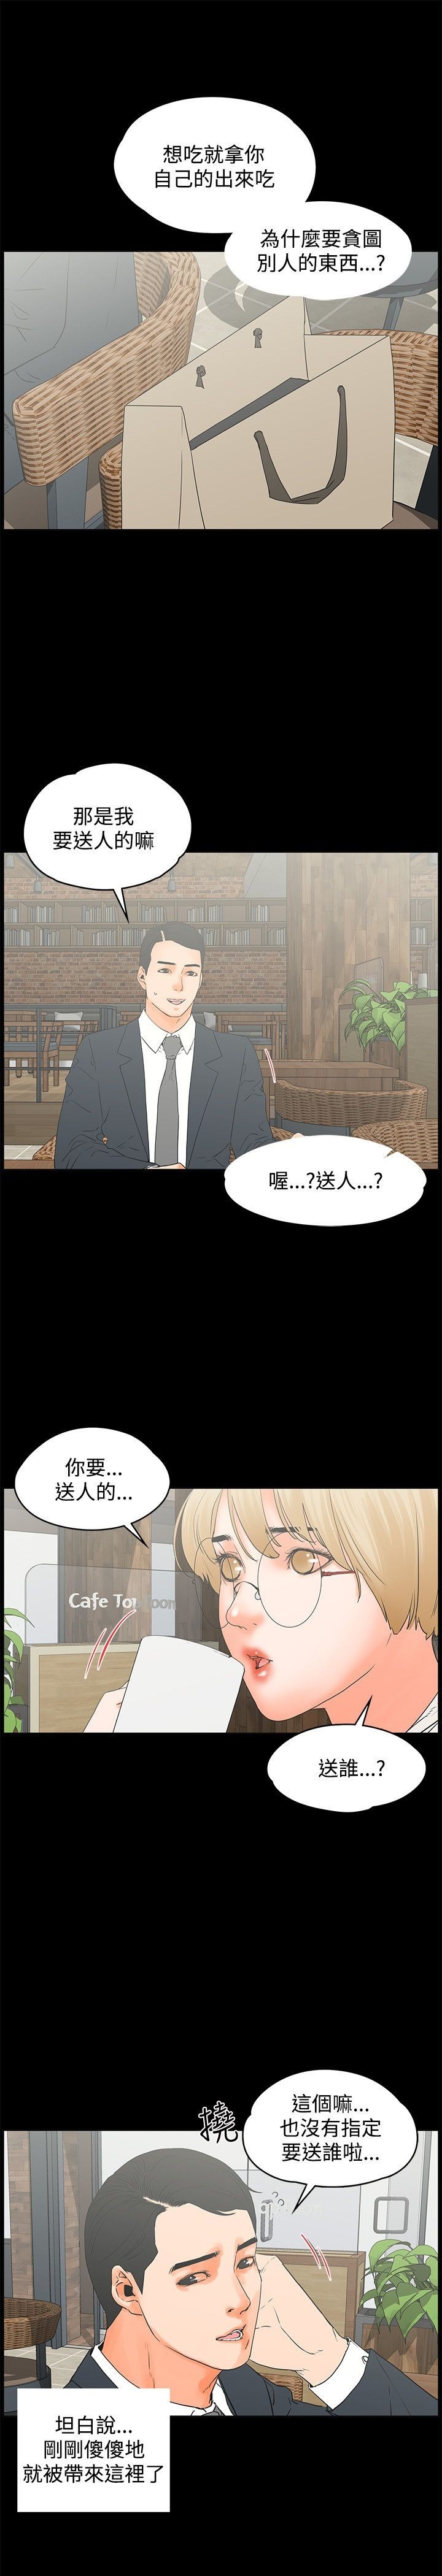 想吃就拿你
自己的出來吃
為什麼要貪圖
別人的東西...?
那是我
要送人的嘛
喔...?送人...?
你要...
送人的...
Cafe Toptoon
送誰...?
撓
這個嘛...
也沒有指定
要送誰啦...
坦白說...
剛剛傻傻地
就被帶來這裡了